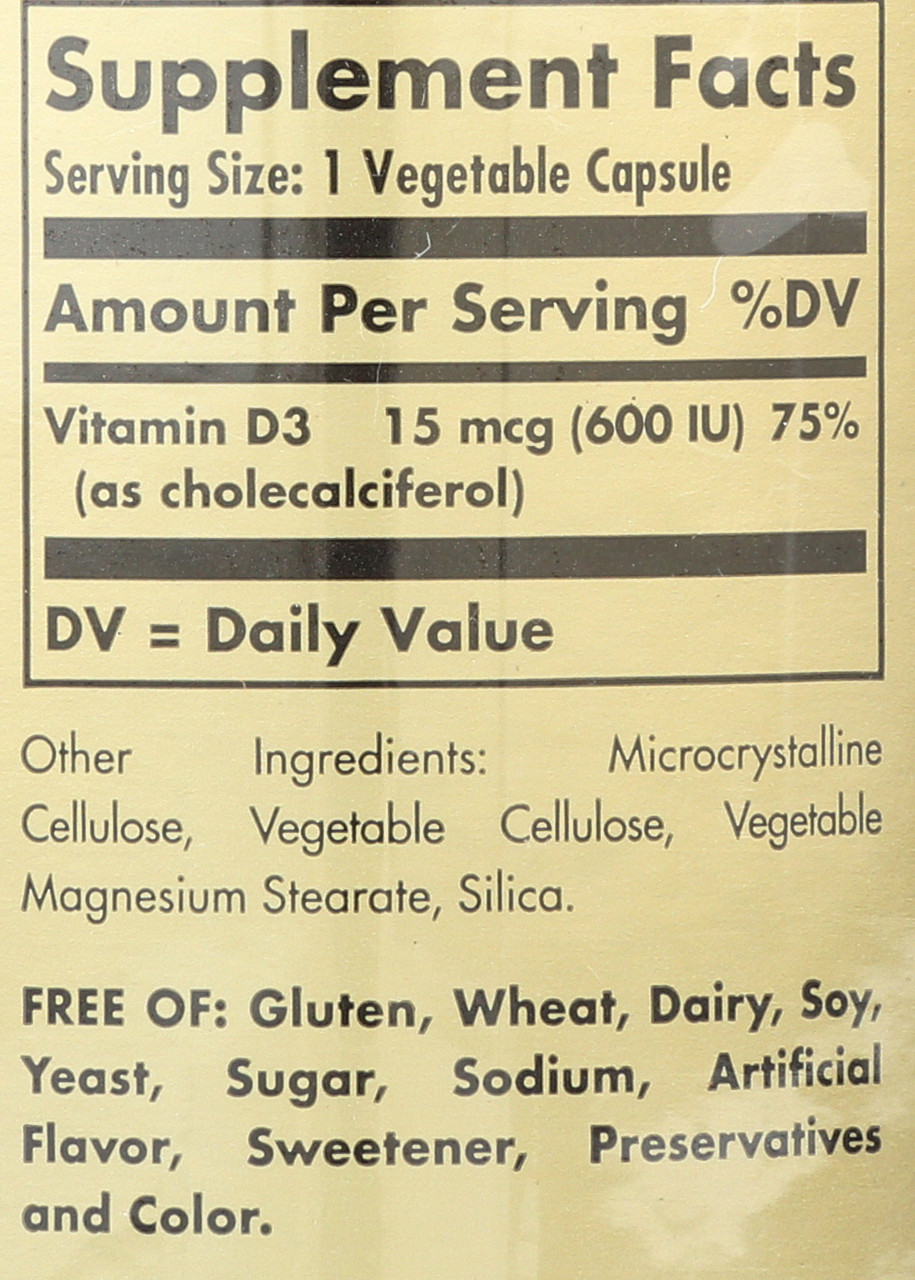 Supplement Facts
Serving Size: 1 Vegetable Capsule
Amount Per Serving %DV
Vitamin D3 15 mcg (600 IU) 75%
(as cholecalciferol)
DV = Daily Value
Other Ingredients: Microcrystalline
Cellulose, Vegetable Cellulose, Vegetable
Magnesium Stearate, Silica.
FREE OF: Gluten, Wheat, Dairy, Soy,
Yeast, Sugar, Sodium, Artificial
Flavor, Sweetener, Preservatives
and Color.